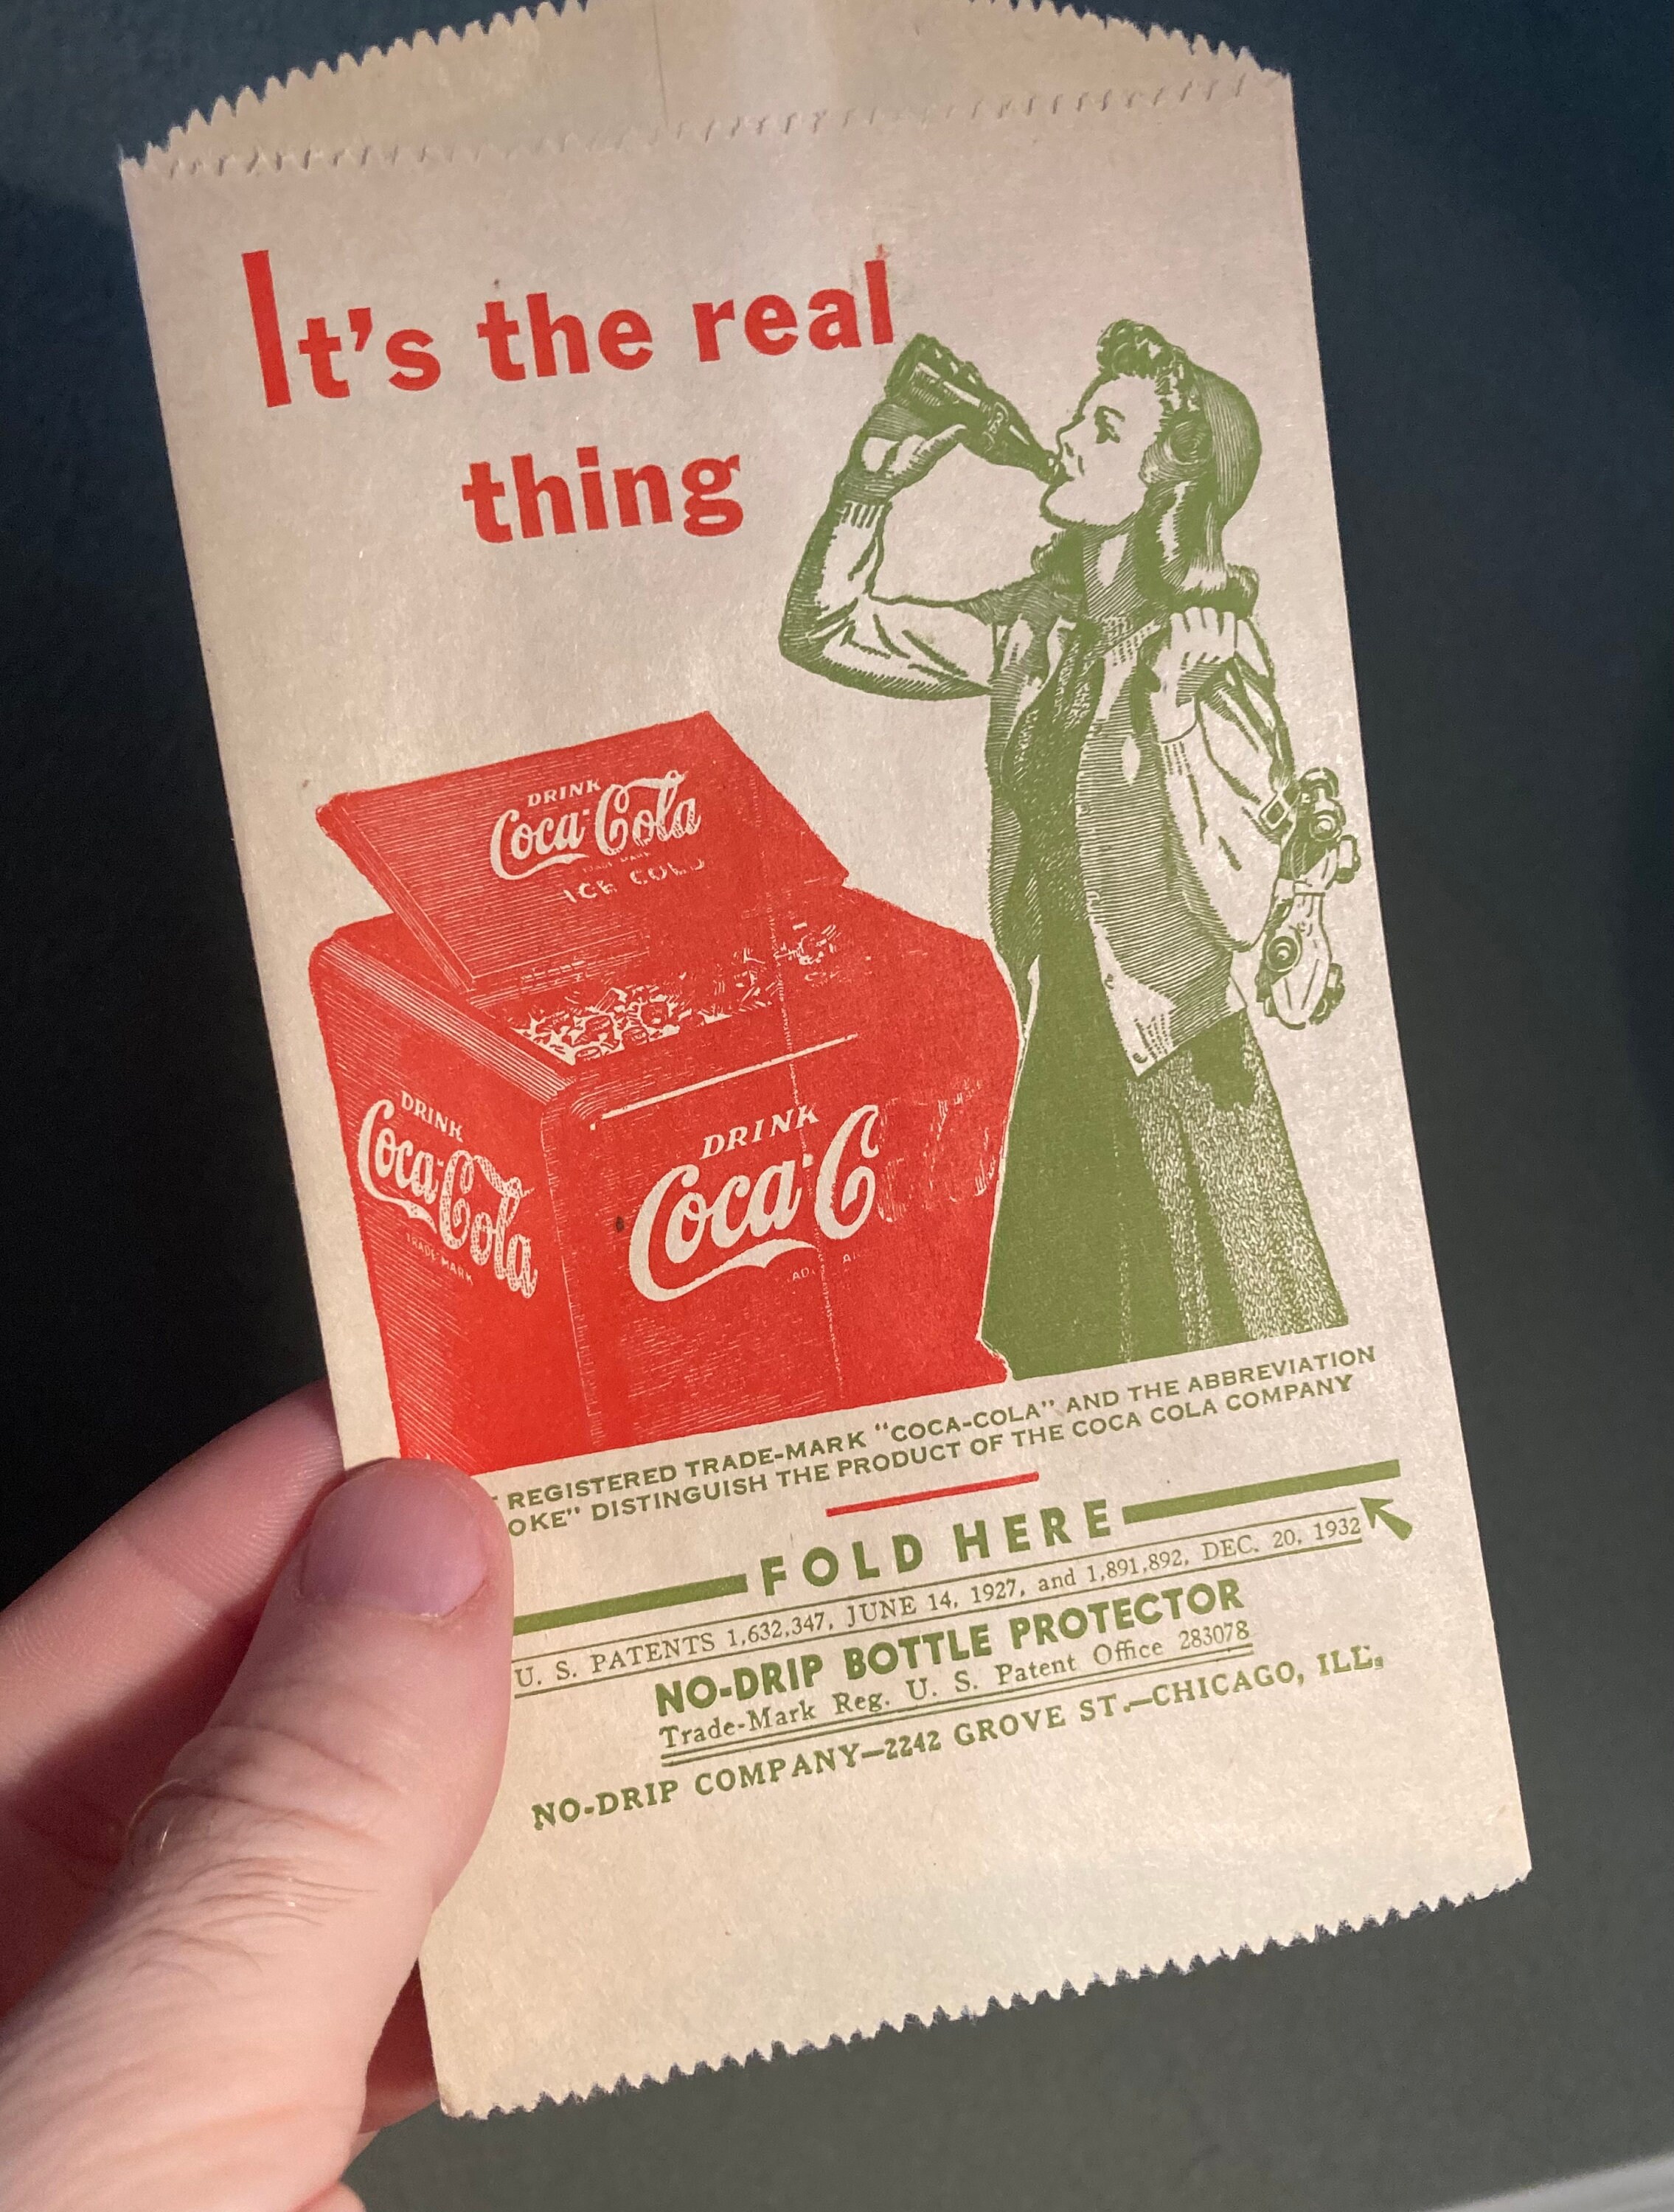 It's the real
thing
DRINK
Coca-Cola
TRADE MARK
ICE COLD
DRINK
Coca-Cola
TRADE-MARK
DRINK
Coca-C
REGISTERED TRADE-MARK "COCA-COLA" AND THE ABBREVIATION
OKE" DISTINGUISH THE PRODUCT OF THE COCA COLA COMPANY
FOLD HERE
U. S. PATENTS 1,632,347, JUNE 14, 1927, and 1,891,892, DEC. 20, 1932
NO-DRIP BOTTLE PROTECTOR
Trade-Mark Reg. U. S. Patent Office 283078
NO-DRIP COMPANY—2242 GROVE ST.—CHICAGO, ILL.